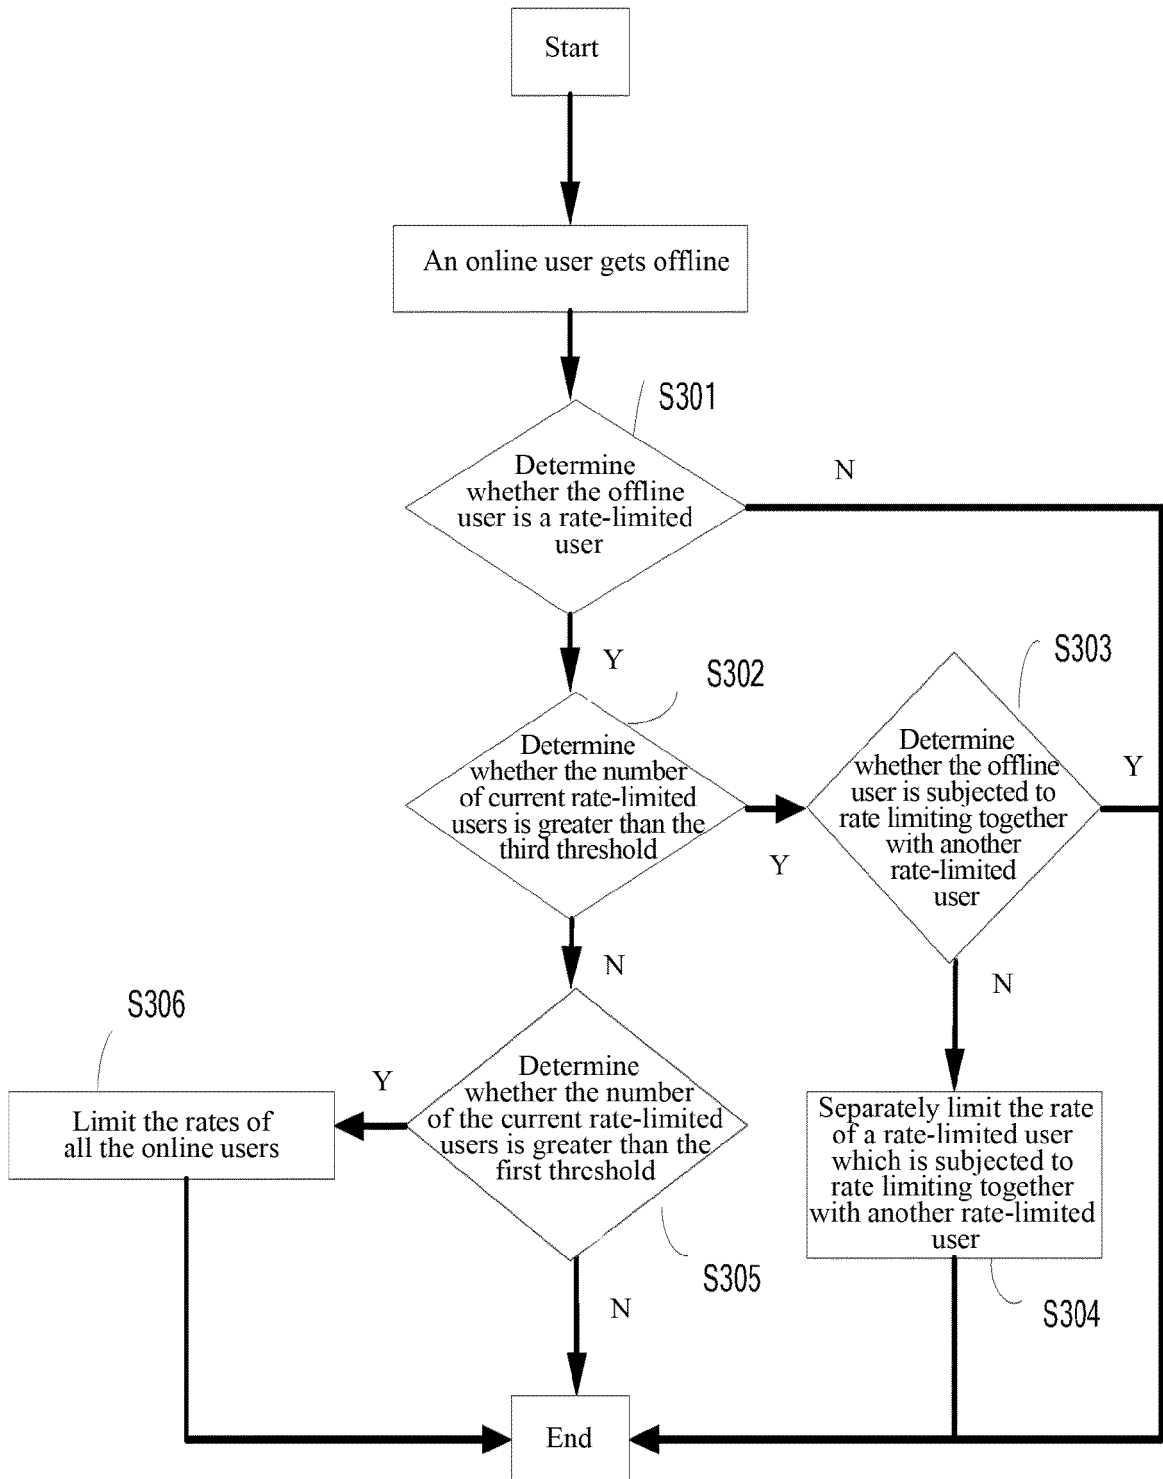 Start
An online user gets offline
S301
Determine
whether the offline
user is a rate-limited
user
N
Y
S302
Determine
whether the number
of current rate-limited
users is greater than the
third threshold
Y
S303
Determine
whether the offline
user is subjected to
rate limiting together
with another
rate-limited
user
Y
N
N
S306
Limit the rates of
all the online users
Y
Determine
whether the number
of the current rate-limited
users is greater than the
first threshold
S305
N
Separately limit the rate
of a rate-limited user
which is subjected to
rate limiting together
with another rate-limited
user
S304
End